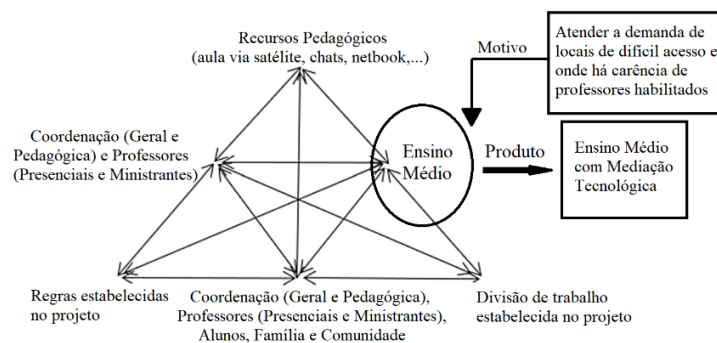 Recursos Pedagógicos
(aula via satélite, chats, netbook,...)
Motivo
Atender a demanda de
locais de difícil acesso e
onde há carência de
professores habilitados
Coordenação (Geral e
Pedagógica) e Professores
(Presenciais e Ministrantes)
Ensino
Médio
Produto
Ensino Médio
com Mediação
Tecnológica
Regras estabelecidas
no projeto
Coordenação (Geral e Pedagógica),
Professores (Presenciais e Ministrantes),
Alunos, Família e Comunidade
Divisão de trabalho
estabelecida no projeto